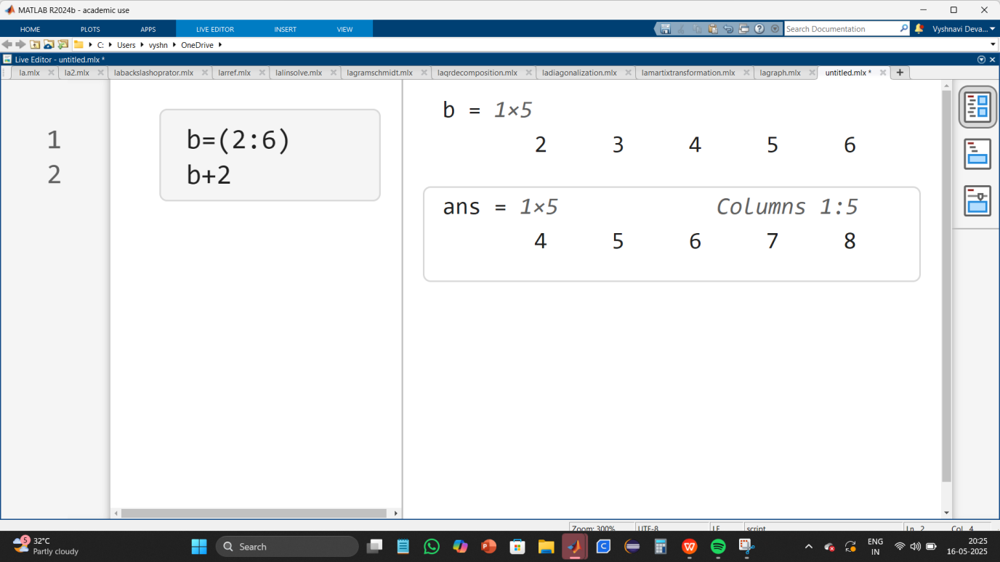 MATLAB R2024b - academic use
HOME PLOTS APPS LIVE EDITOR INSERT VIEW Search Documentation Vyshnavi Deva...
C: Users vyshn OneDrive
Live Editor - untitled.mlx *
la.mlx la2.mlx labackslashoprator.mlx larref.mlx lalinsolve.mlx lagramschmidt.mlx laqrdecomposition.mlx ladiagonalization.mlx lamartixtransformation.mlx lagraph.mlx untitled.mlx *
1 b=(2:6)
2 b+2
b = 1×5
2 3 4 5 6
ans = 1×5 Columns 1:5
4 5 6 7 8
Zoom: 300% UTF-8 LF script Ln 2 Col 4
5 32°C
Partly cloudy
Search
ENG
IN
20:25
16-05-2025